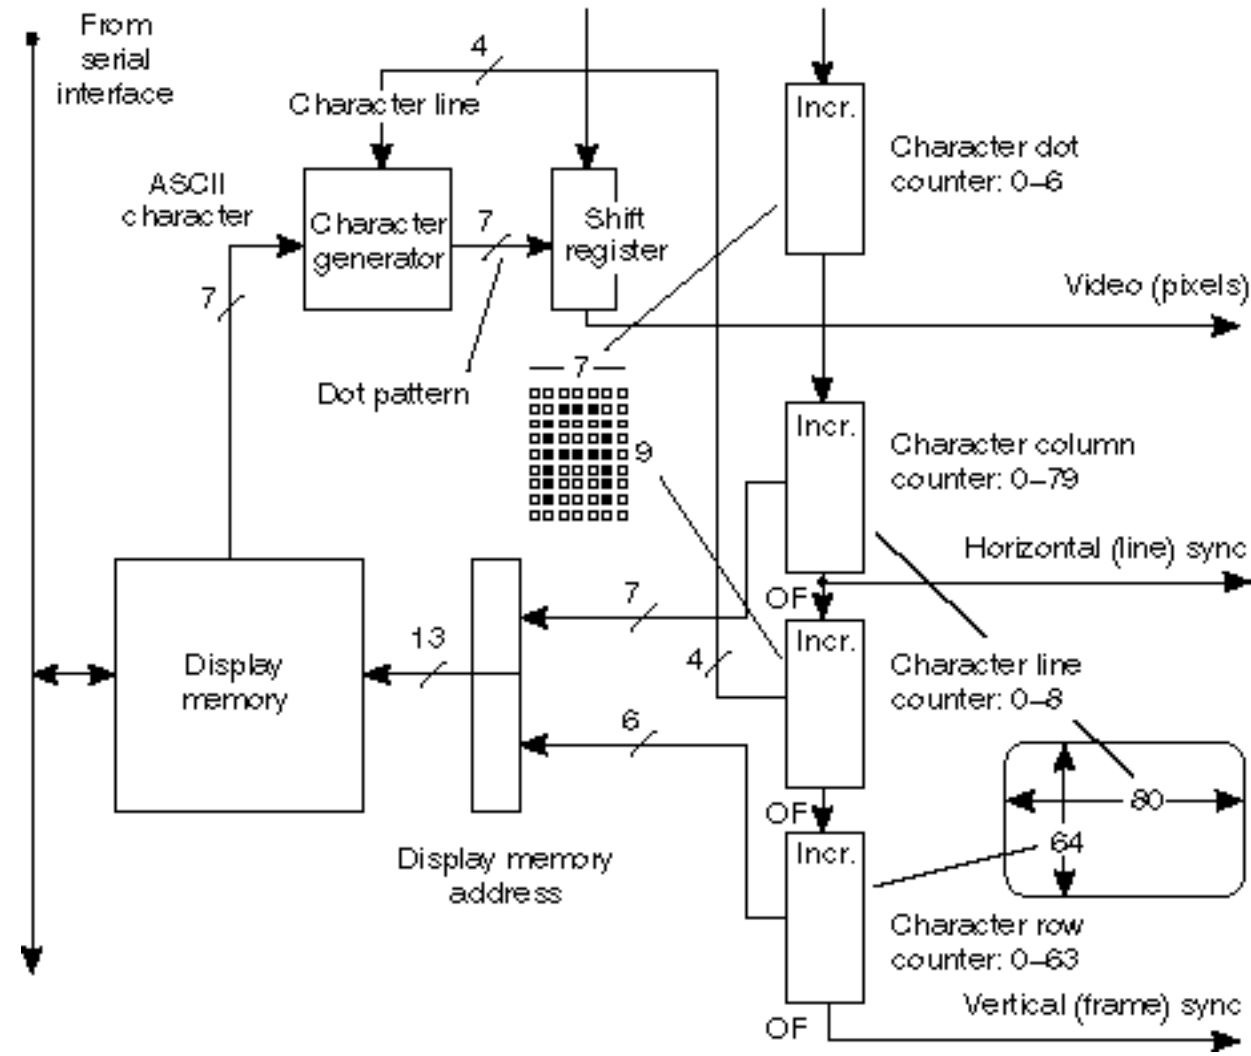 From
serial
interface
4
Character line
Incr.
Character dot
counter: 0–6
ASCII
character
Character
generator
7
Shift
register
7
Video (pixels)
7
Dot pattern
9
Incr.
Character column
counter: 0–79
Horizontal (line) sync
OF
7
13
Display
memory
4
Incr.
Character line
counter: 0–8
6
80
64
OF
Incr.
Display memory
address
Character row
counter: 0–63
Vertical (frame) sync
OF